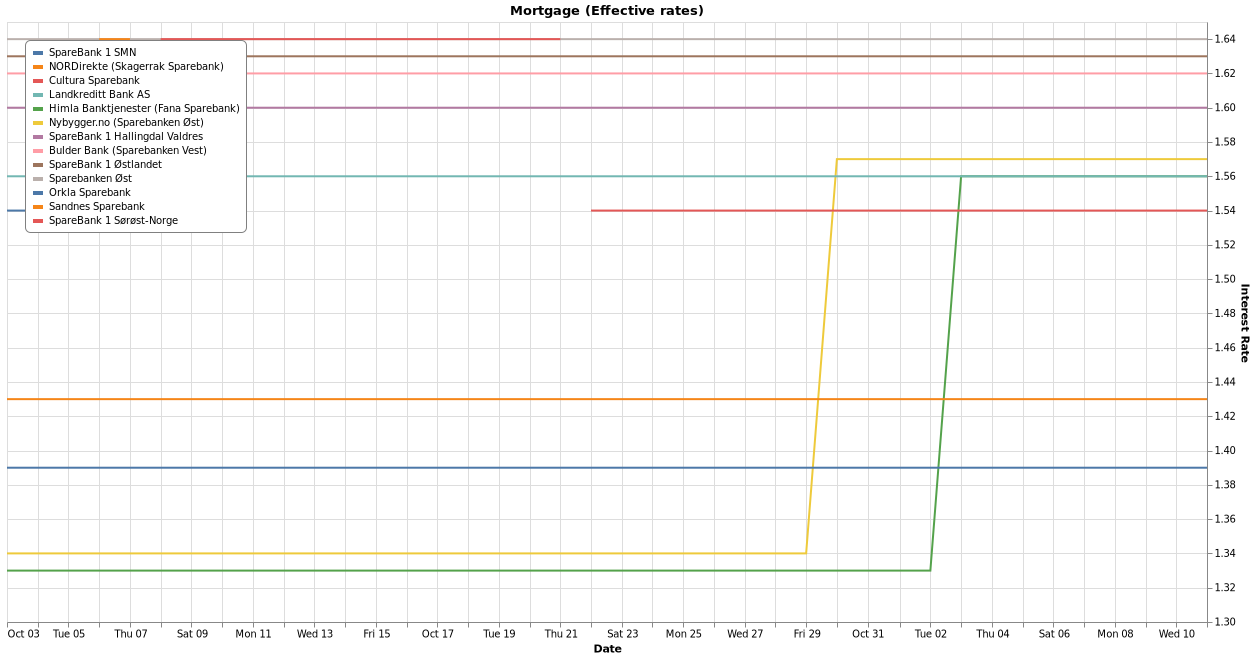 Mortgage (Effective rates)
SpareBank 1 SMN
NORDirekte (Skagerrak Sparebank)
Cultura Sparebank
Landkreditt Bank AS
Himla Banktjenester (Fana Sparebank)
Nybygger.no (Sparebanken Øst)
SpareBank 1 Hallingdal Valdres
Bulder Bank (Sparebanken Vest)
SpareBank 1 Østlandet
Sparebanken Øst
Orkla Sparebank
Sandnes Sparebank
SpareBank 1 Sørøst-Norge
1.64
1.62
1.60
1.58
1.56
1.54
1.52
1.50
1.48
1.46
1.44
1.42
1.40
1.38
1.36
1.34
1.32
1.30
Interest Rate
Oct 03 Tue 05 Thu 07 Sat 09 Mon 11 Wed 13 Fri 15 Oct 17 Tue 19 Thu 21 Sat 23 Mon 25 Wed 27 Fri 29 Oct 31 Tue 02 Thu 04 Sat 06 Mon 08 Wed 10
Date